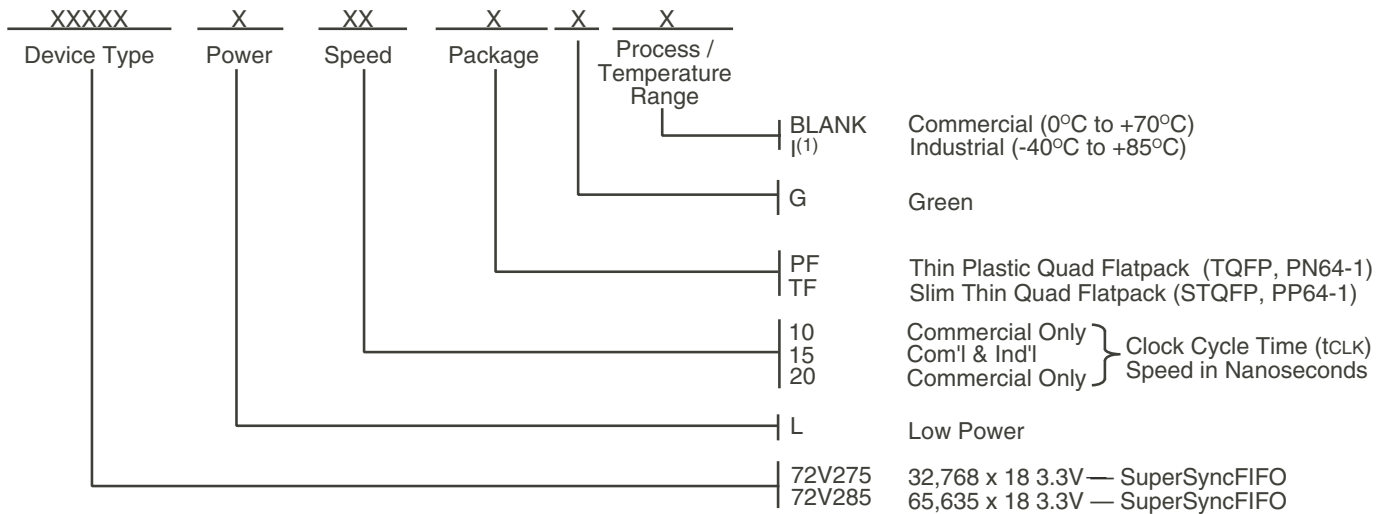 XXXXX X XX X X X
Device Type Power Speed Package Process /
Temperature
Range
BLANK Commercial (0°C to +70°C)
I(1) Industrial (-40°C to +85°C)
G Green
PF Thin Plastic Quad Flatpack (TQFP, PN64-1)
TF Slim Thin Quad Flatpack (STQFP, PP64-1)
10 Commercial Only
15 Com'l & Ind'l Clock Cycle Time (tCLK)
20 Commercial Only Speed in Nanoseconds
L Low Power
72V275 32,768 x 18 3.3V — SuperSyncFIFO
72V285 65,635 x 18 3.3V — SuperSyncFIFO